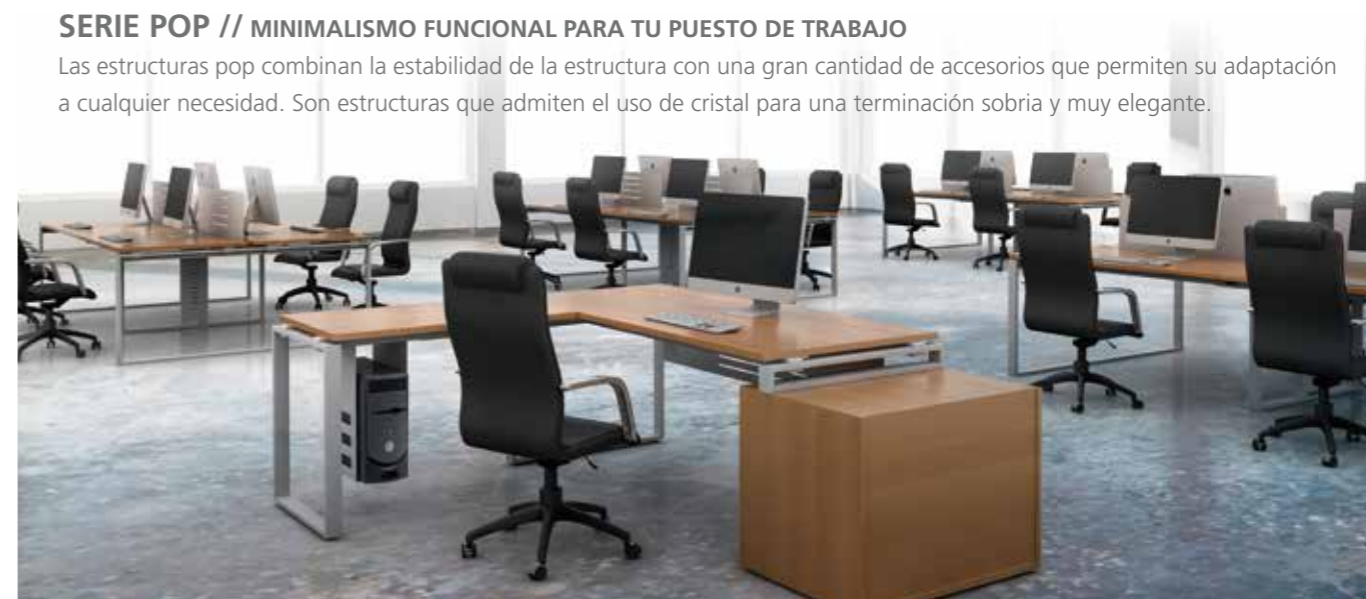 SERIE POP // MINIMALISMO FUNCIONAL PARA TU PUESTO DE TRABAJO
Las estructuras pop combinan la estabilidad de la estructura con una gran cantidad de accesorios que permiten su adaptación
a cualquier necesidad. Son estructuras que admiten el uso de cristal para una terminación sobria y muy elegante.